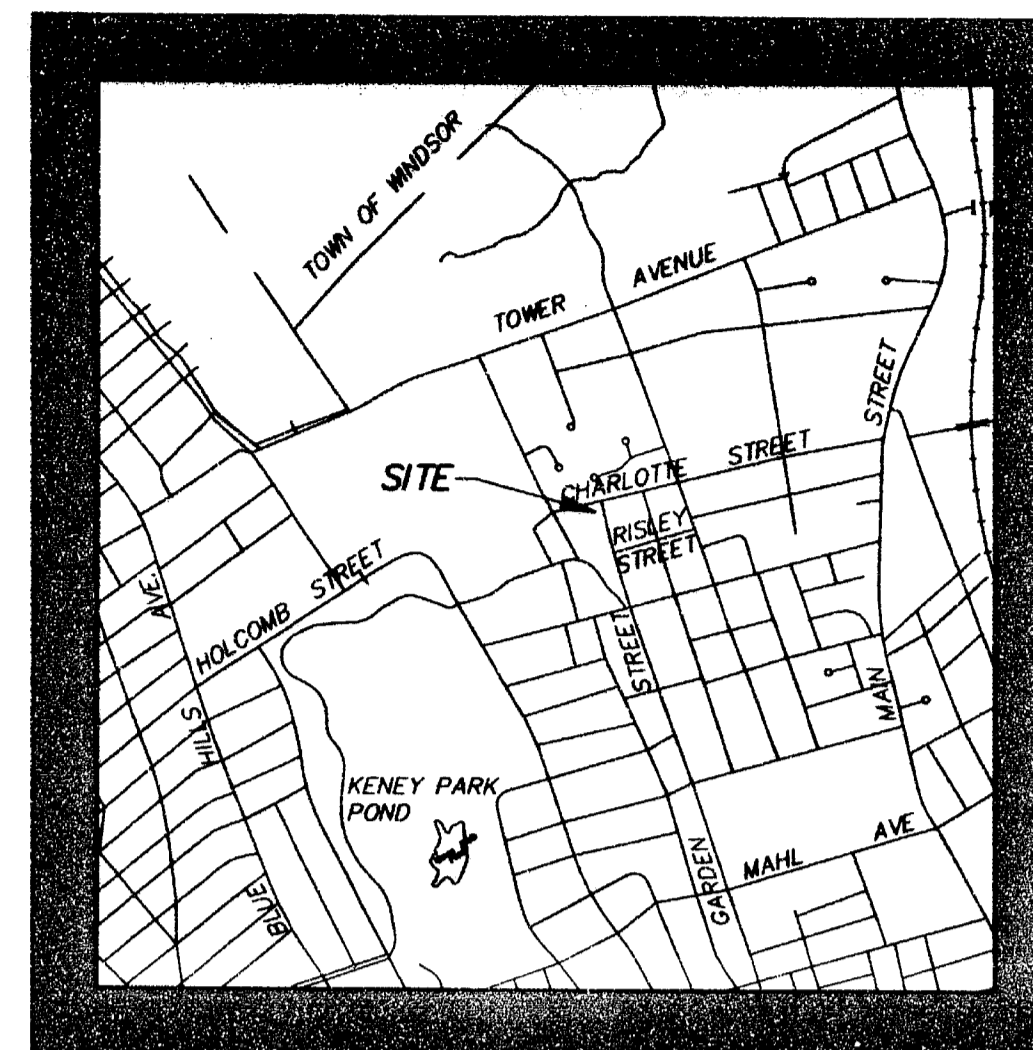 TOWN OF WINDSOR
TOWER AVENUE
STREET
SITE
CHARLOTTE STREET
RISLEY
STREET
HOLCOMB STREET
AVE.
HILLS
BLUE
STREET
MAIN
KENEY PARK
POND
GARDEN
MAHL AVE